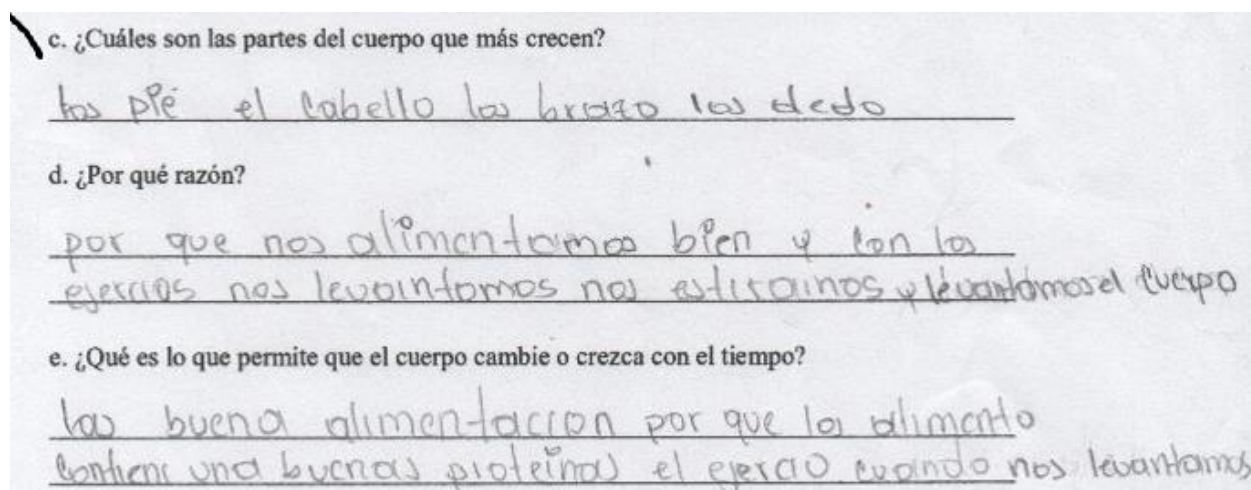 c. ¿Cuáles son las partes del cuerpo que más crecen?
los pié el cabello los brazo los dedo
d. ¿Por qué razón?
por que nos alimentamos bien y con los
ejercios nos levaintamos nos estirainos y levantamos el cuerpo
e. ¿Qué es lo que permite que el cuerpo cambie o crezca con el tiempo?
las buena alimentaccion por que los alimento
contiene una buenas proteínas el ejercio cuando nos levantamos